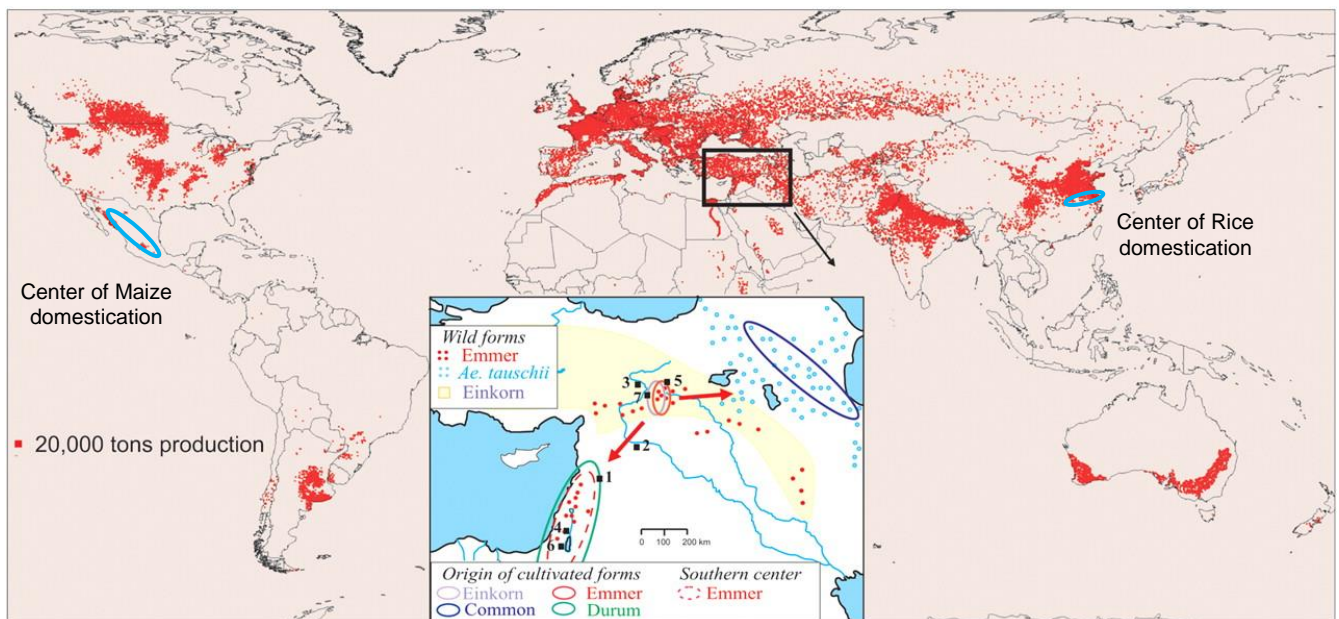 Center of Maize
domestication
Center of Rice
domestication
20,000 tons production
Wild forms
Emmer
Ae. tauschii
Einkorn
3
5
7
2
1
4
6
0 100 200 km
Origin of cultivated forms Southern center
Einkorn Emmer Emmer
Common Durum